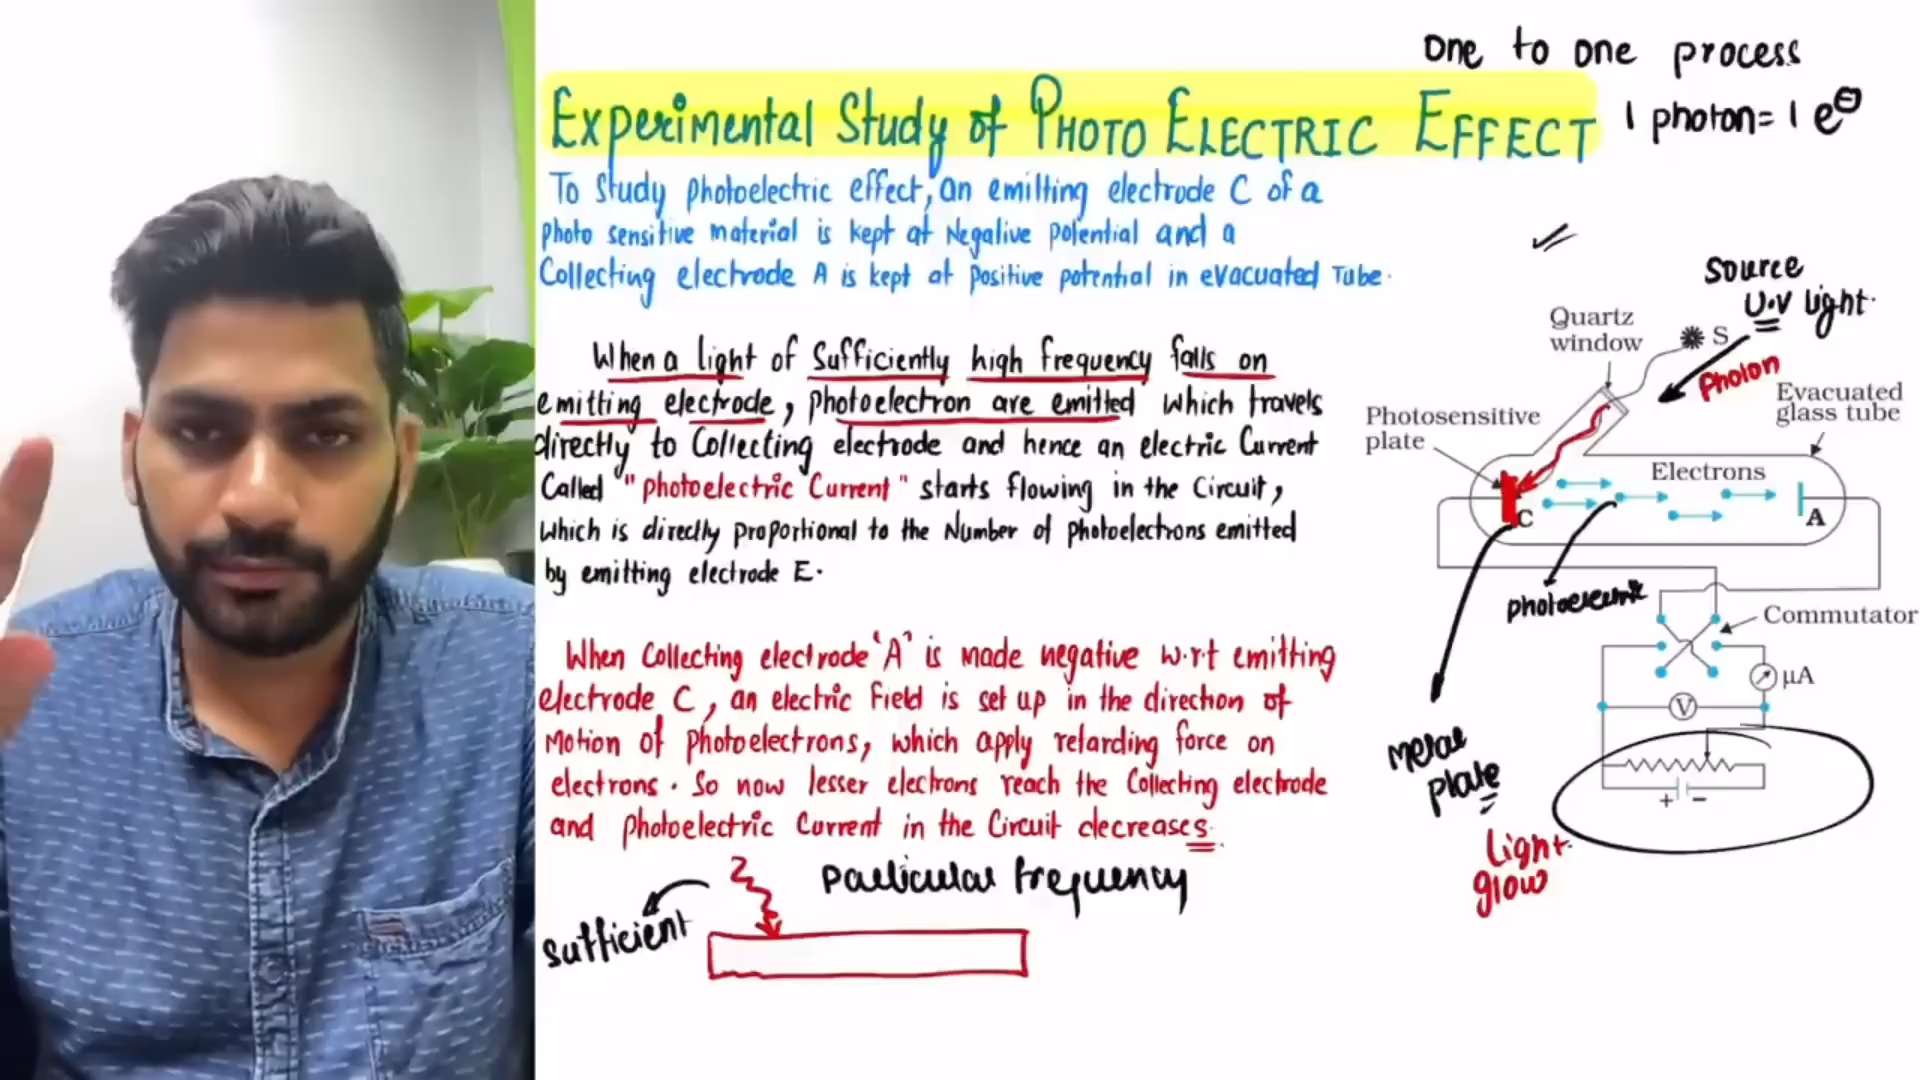 one to one process
Experimental Study of PHOTO ELECTRIC EFFECT
1 photon = 1 e⊖
To Study photoelectric effect, an emitting electrode C of a
photo sensitive material is kept at Negative potential and a
Collecting electrode A is kept at positive potential in evacuated Tube.
When a light of Sufficiently high frequency falls on
emitting electrode, photoelectron are emitted which travels
directly to Collecting electrode and hence an electric Current
Called "photoelectric Current" starts flowing in the Circuit,
which is directly proportional to the Number of photoelectrons emitted
by emitting electrode E.
When Collecting electrode 'A' is made negative w.r.t emitting
electrode C, an electric Field is set up in the direction of
Motion of photoelectrons, which apply retarding force on
electrons. So now lesser electrons reach the Collecting electrode
and photoelectric Current in the Circuit decreases.
Particular frequency
sufficient
source
U.V light.
Quartz
window
S
Photon
Evacuated
glass tube
Photosensitive
plate
Electrons
C
A
Commutator
μA
V
+ −
metal
plate
Light
glow